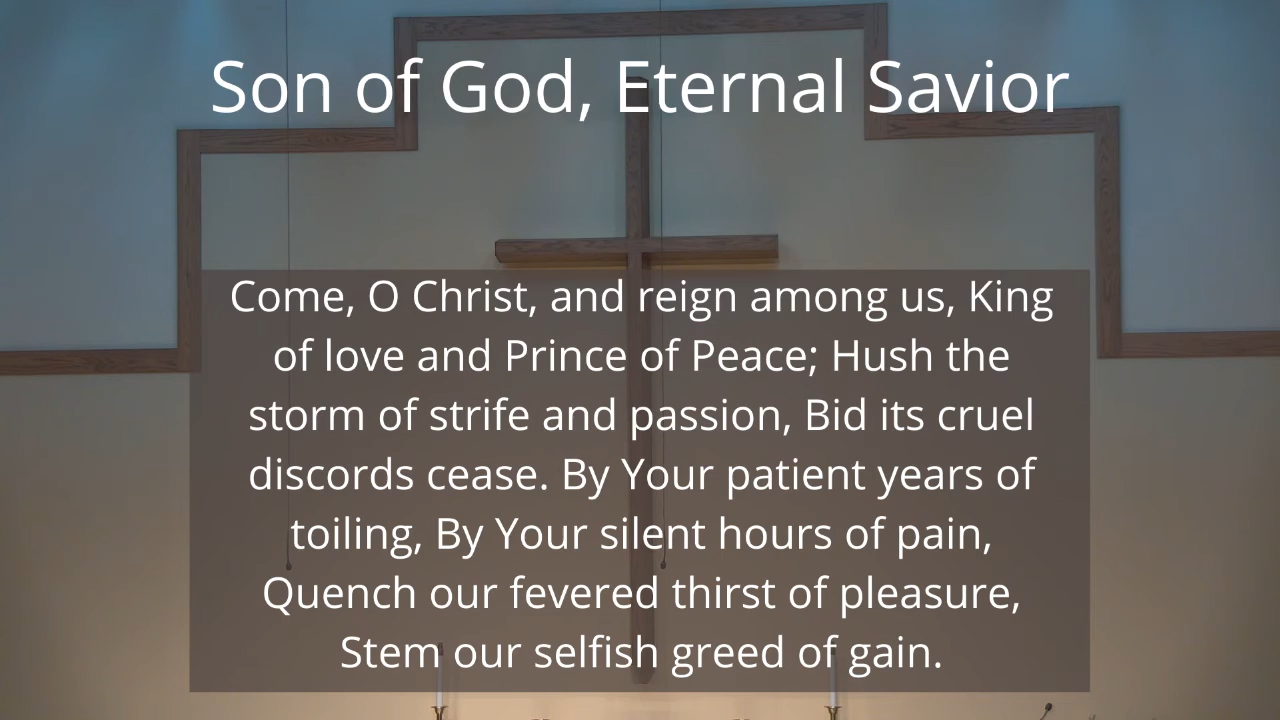 Son of God, Eternal Savior
Come, O Christ, and reign among us, King
of love and Prince of Peace; Hush the
storm of strife and passion, Bid its cruel
discords cease. By Your patient years of
toiling, By Your silent hours of pain,
Quench our fevered thirst of pleasure,
Stem our selfish greed of gain.